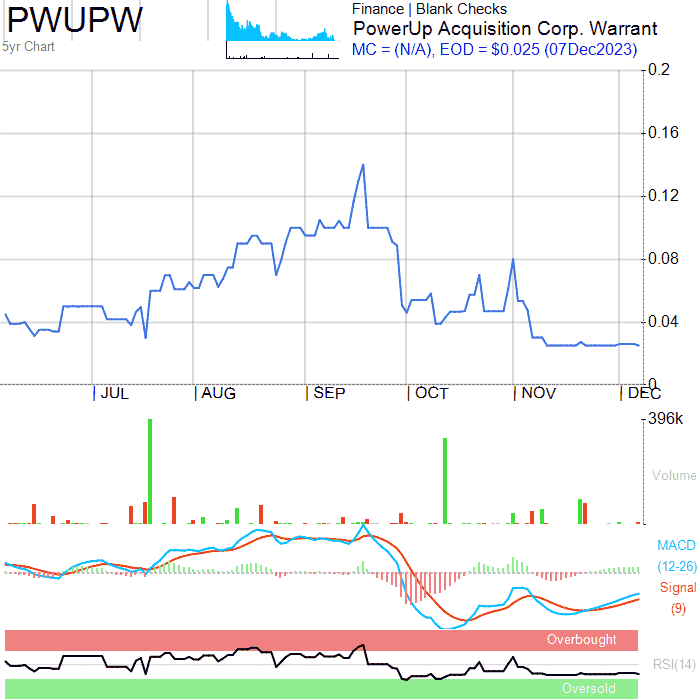 PWUPW
5yr Chart
Finance | Blank Checks
PowerUp Acquisition Corp. Warrant
MC = (N/A), EOD = $0.025 (07Dec2023)
0.2
0.16
0.12
0.08
0.04
0
JUL AUG SEP OCT NOV DEC
396k
Volume
MACD
(12-26)
Signal
(9)
Overbought
RSI(14)
Oversold